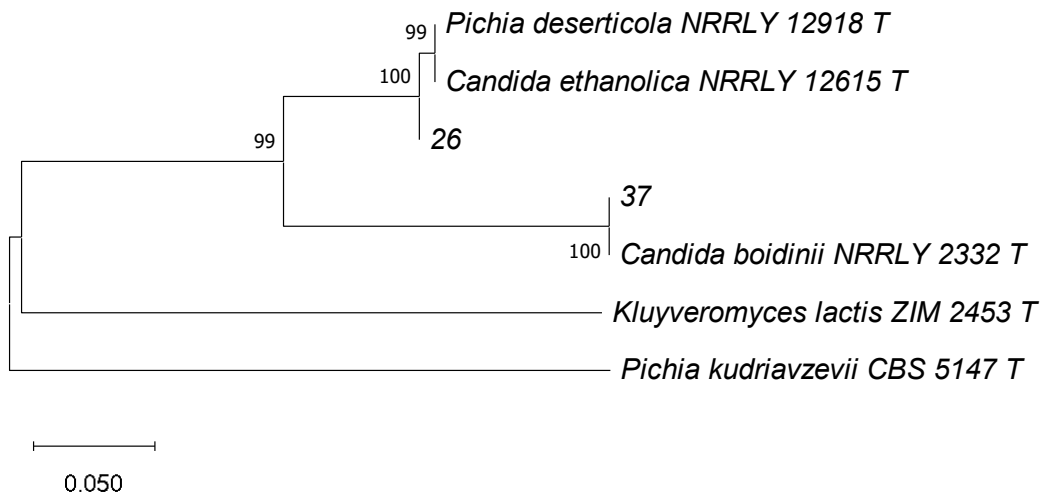 99
Pichia deserticola NRRLY 12918 T
100
Candida ethanolica NRRLY 12615 T
26
99
37
100
Candida boidinii NRRLY 2332 T
Kluyveromyces lactis ZIM 2453 T
Pichia kudriavzevii CBS 5147 T
0.050